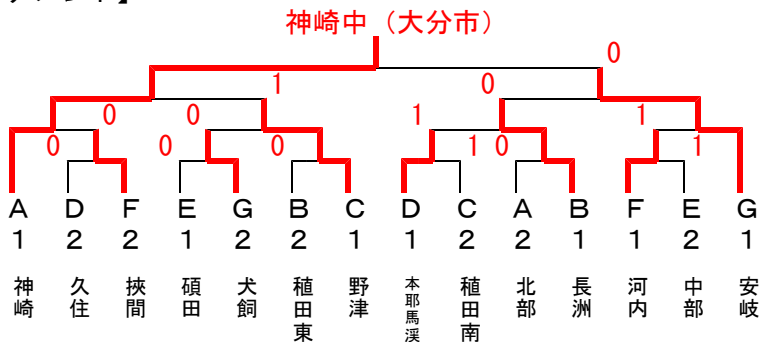 神崎中（大分市）
0
1 0
0 0 1 1
0 0 0 1 0 1
A D F E G B C D C A B F E G
1 2 2 1 2 2 1 1 2 2 1 1 2 1
神崎 久住 挾間 碩田 犬飼 稙田東 野津 本耶馬渓 稙田南 北部 長洲 河内 中部 安岐